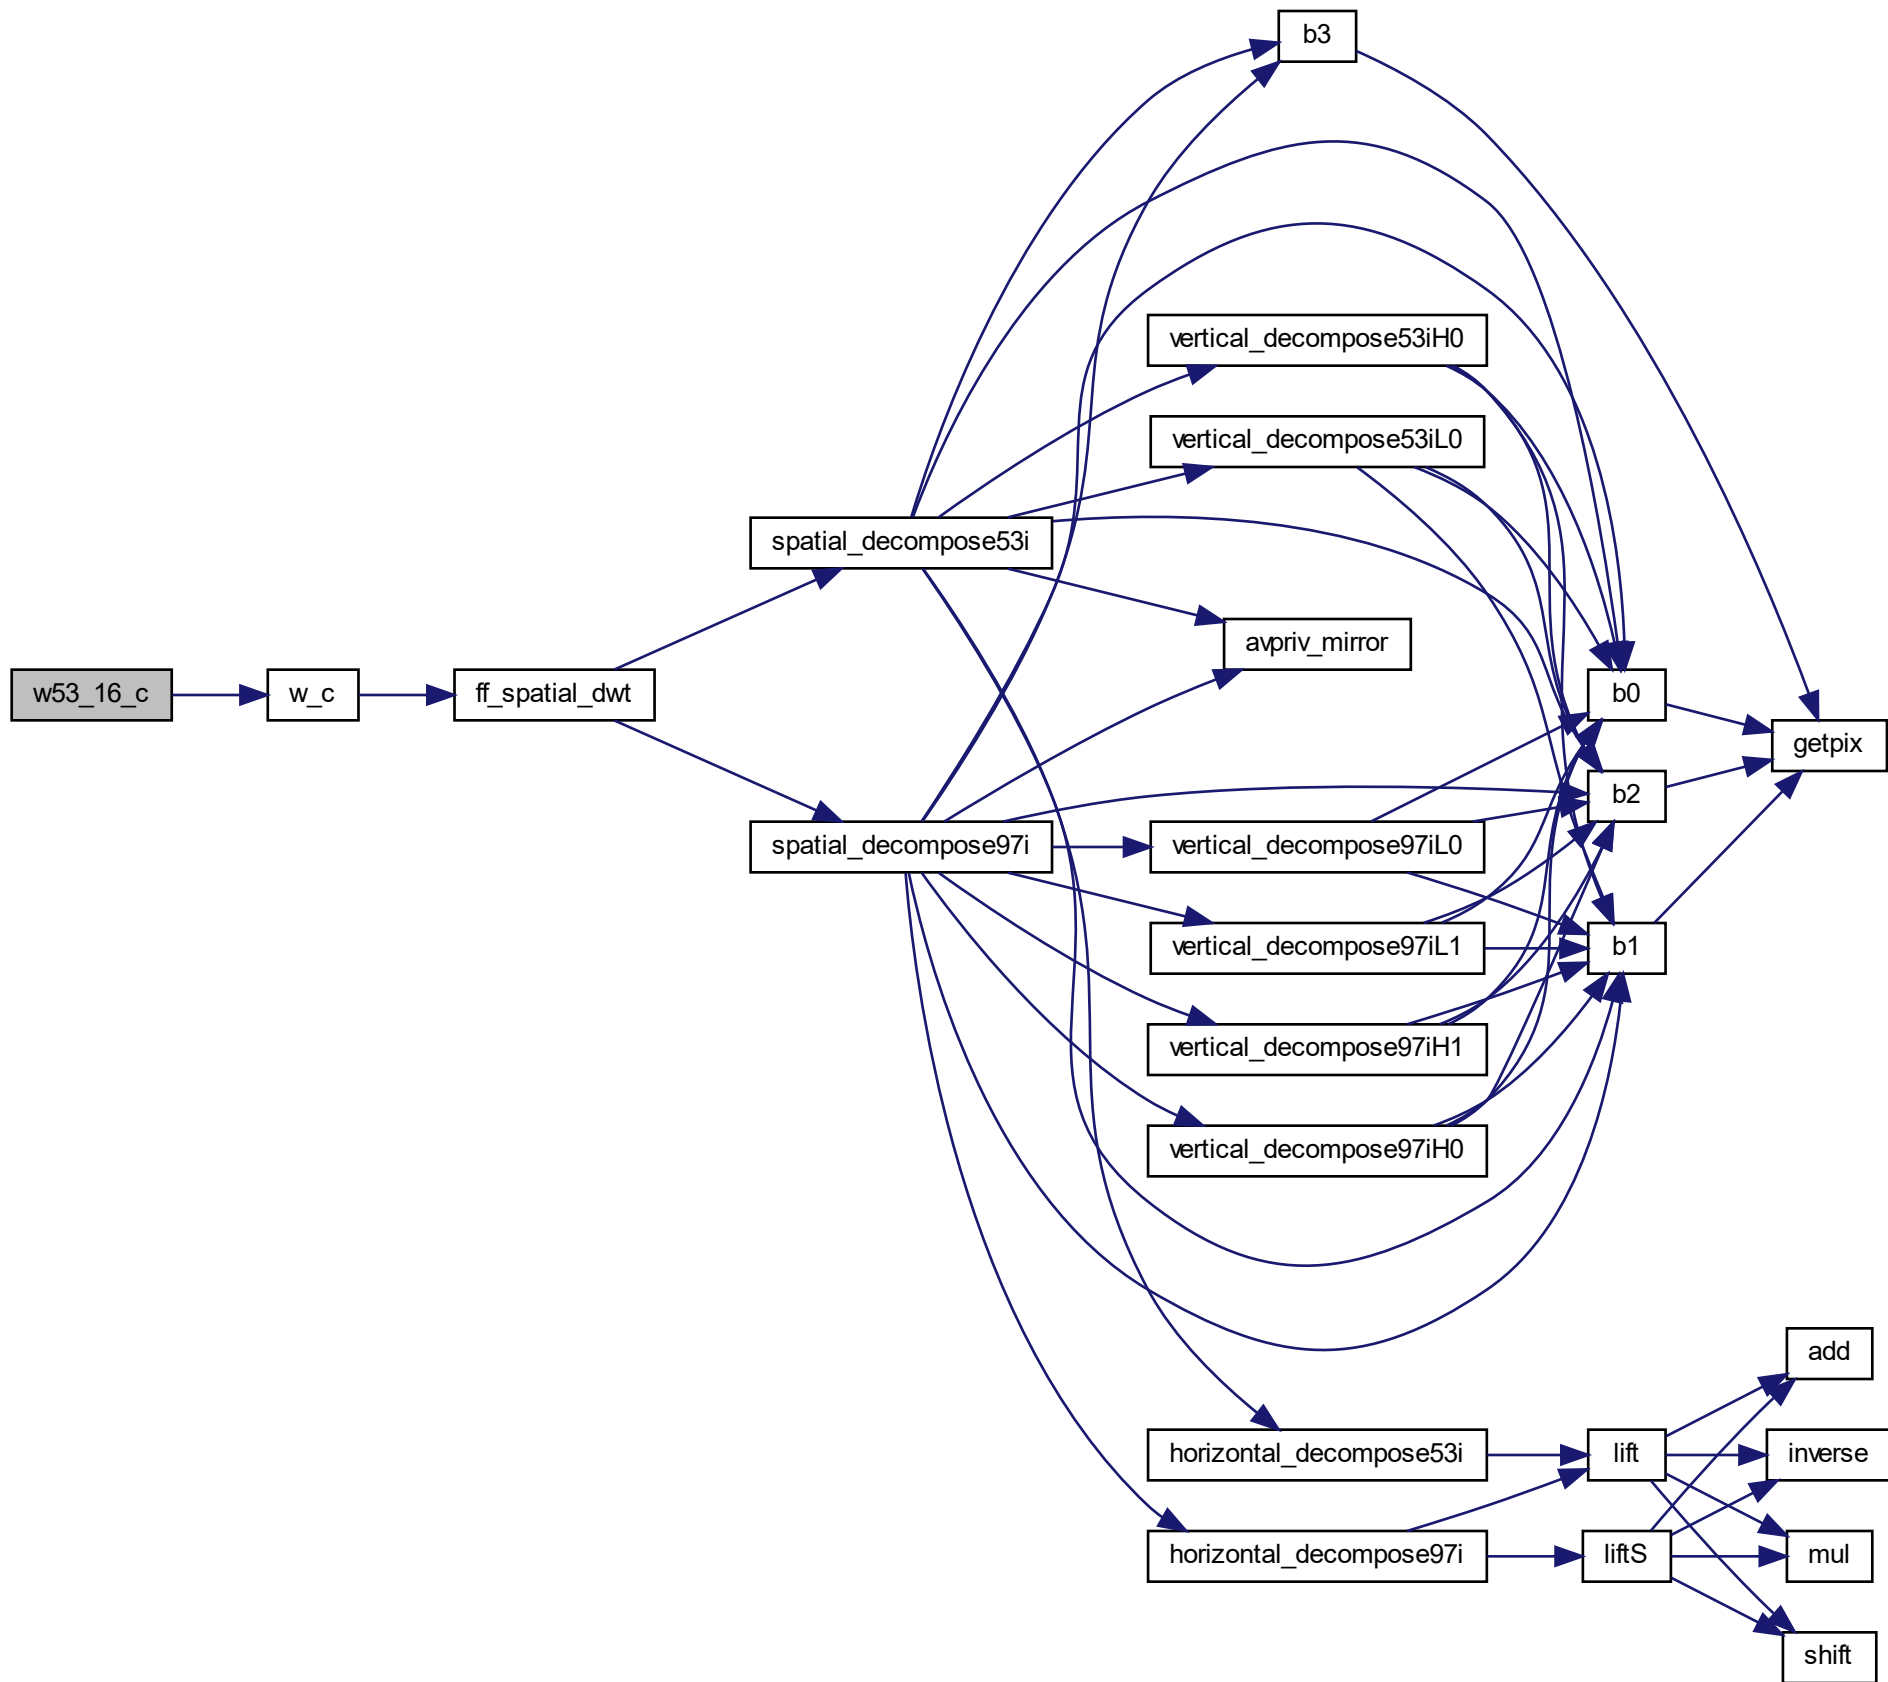 b3
vertical_decompose53iH0
vertical_decompose53iL0
spatial_decompose53i
avpriv_mirror
w53_16_c
w_c
ff_spatial_dwt
b0
getpix
b2
spatial_decompose97i
vertical_decompose97iL0
vertical_decompose97iL1
b1
vertical_decompose97iH1
vertical_decompose97iH0
add
horizontal_decompose53i
lift
inverse
horizontal_decompose97i
liftS
mul
shift